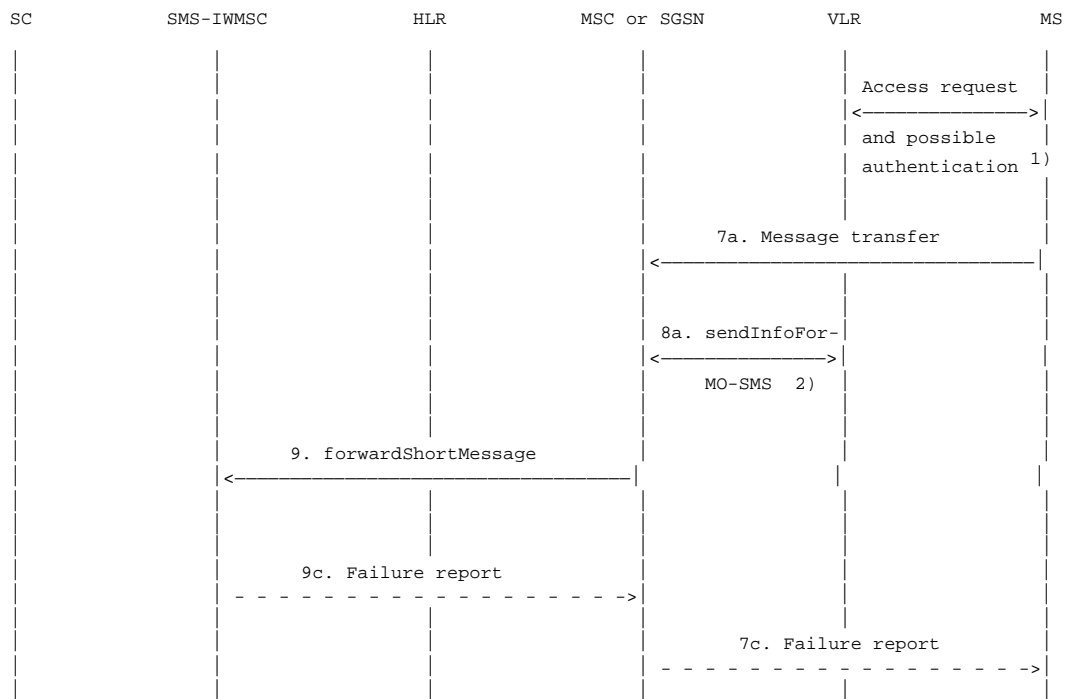 SC SMS-IWMSC HLR MSC or SGSN VLR MS
Access request
and possible
authentication 1)
7a. Message transfer
8a. sendInfoFor-
MO-SMS 2)
9. forwardShortMessage
9c. Failure report
7c. Failure report